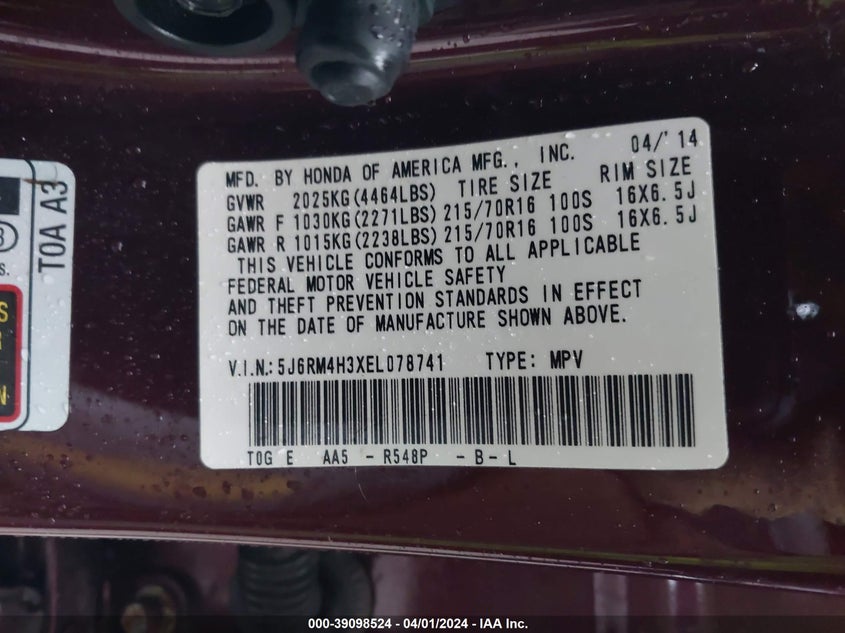 MFD. BY HONDA OF AMERICA MFG., INC. 04/'14
GVWR 2025KG(4464LBS) TIRE SIZE RIM SIZE
GAWR F 1030KG(2271LBS) 215/70R16 100S 16X6.5J
GAWR R 1015KG(2238LBS) 215/70R16 100S 16X6.5J
THIS VEHICLE CONFORMS TO ALL APPLICABLE
FEDERAL MOTOR VEHICLE SAFETY
AND THEFT PREVENTION STANDARDS IN EFFECT
ON THE DATE OF MANUFACTURE SHOWN ABOVE.
V.I.N.: 5J6RM4H3XEL078741 TYPE: MPV
T0G E AA5 - R548P - B - L
T0A A3
000-39098524 - 04/01/2024 - IAA Inc.